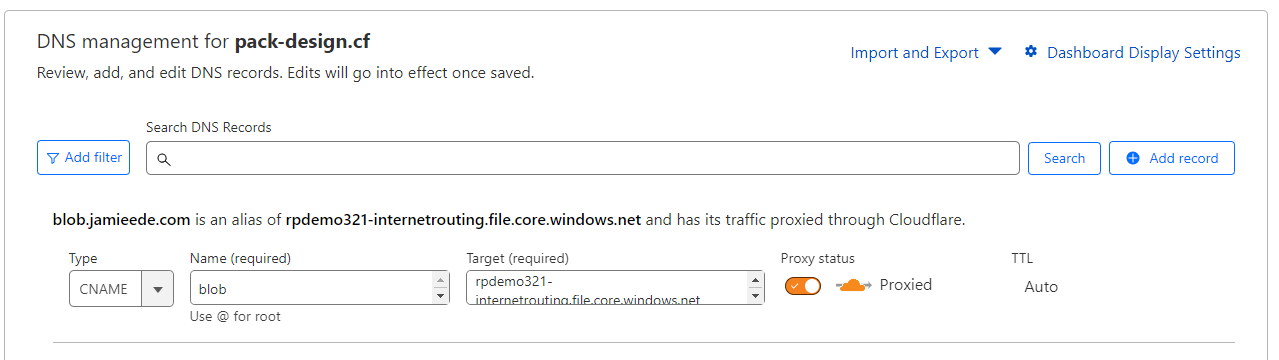 DNS management for pack-design.cf
Import and Export
Dashboard Display Settings
Review, add, and edit DNS records. Edits will go into effect once saved.
Search DNS Records
Add filter
Search
Add record
blob.jamieede.com is an alias of rpdemo321-internetrouting.file.core.windows.net and has its traffic proxied through Cloudflare.
Type
Name (required)
Target (required)
Proxy status
TTL
CNAME
blob
rpdemo321-
internetrouting.file.core.windows.net
Proxied
Auto
Use @ for root